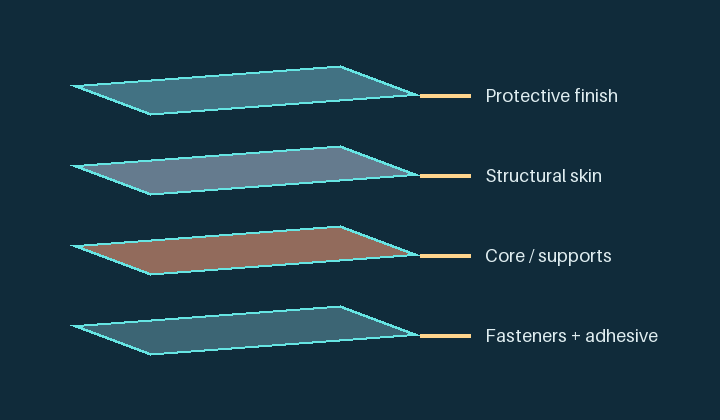 Protective finish
Structural skin
Core / supports
Fasteners + adhesive